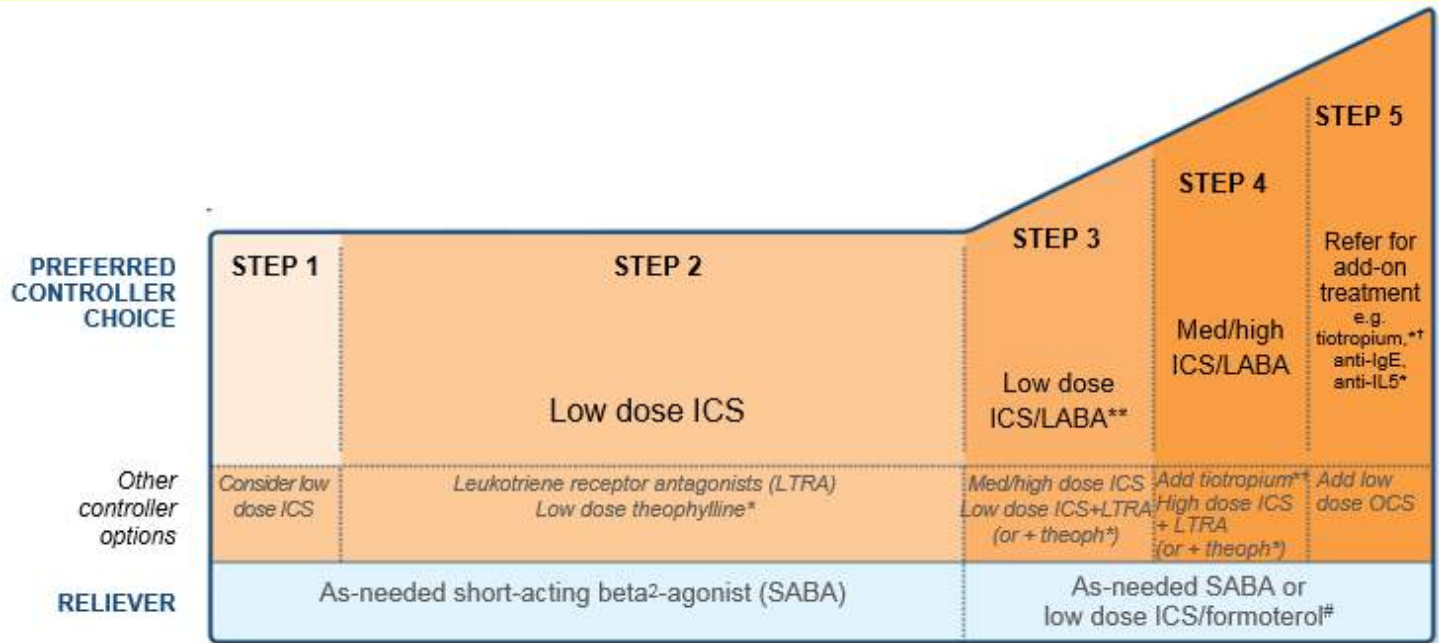 PREFERRED
CONTROLLER
CHOICE
STEP 1
STEP 2
Low dose ICS
STEP 3
Low dose
ICS/LABA**
STEP 4
Med/high
ICS/LABA
STEP 5
Refer for
add-on
treatment
e.g.
tiotropium,*†
anti-IgE,
anti-IL5*
Other
controller
options
Consider low
dose ICS
Leukotriene receptor antagonists (LTRA)
Low dose theophylline*
Med/high dose ICS
Low dose ICS+LTRA
(or + theoph*)
Add tiotropium*†
High dose ICS
+ LTRA
(or + theoph*)
Add low
dose OCS
RELIEVER
As-needed short-acting beta2-agonist (SABA)
As-needed SABA or
low dose ICS/formoterol#